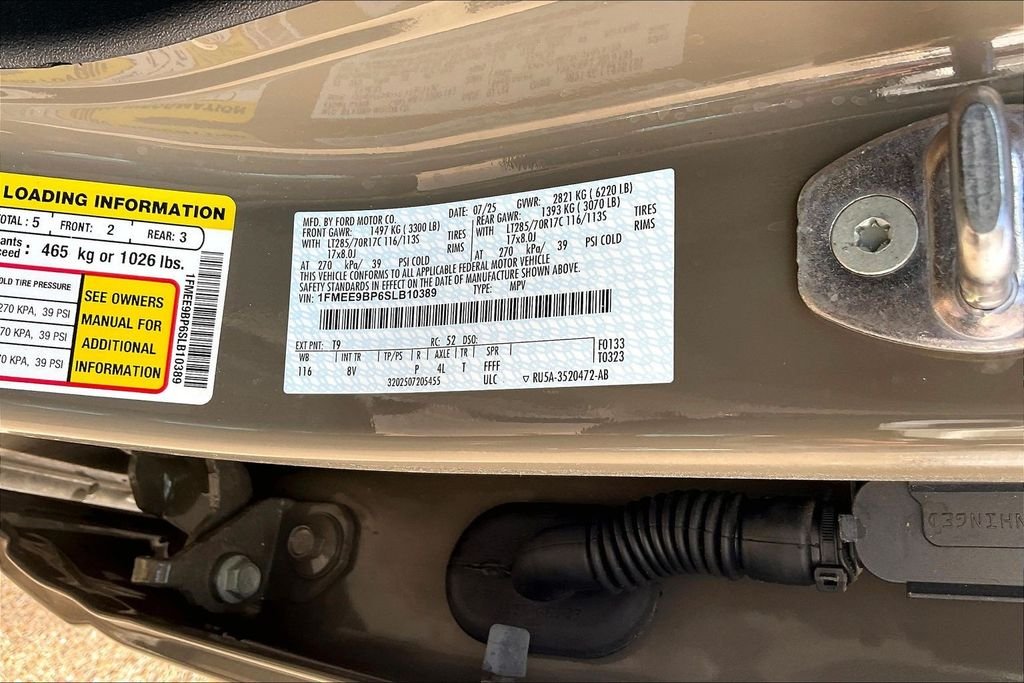 LOADING INFORMATION
TOTAL : 5 FRONT: 2 REAR: 3
465 kg or 1026 lbs.
OLD TIRE PRESSURE
270 KPA, 39 PSI
KPA, 39 PSI
KPA, 39 PSI
SEE OWNERS
MANUAL FOR
ADDITIONAL
INFORMATION
1FMEE9BP6SLB10389
MFD. BY FORD MOTOR CO. DATE: 07/25 GVWR: 2821 KG ( 6220 LB)
FRONT GAWR: 1497 KG ( 3300 LB) REAR GAWR: 1393 KG ( 3070 LB)
WITH LT285/70R17C 116/113S TIRES WITH LT285/70R17C 116/113S TIRES
17x8.0J RIMS 17x8.0J RIMS
AT 270 kPa/ 39 PSI COLD AT 270 kPa/ 39 PSI COLD
THIS VEHICLE CONFORMS TO ALL APPLICABLE FEDERAL MOTOR VEHICLE
SAFETY STANDARDS IN EFFECT ON THE DATE OF MANUFACTURE SHOWN ABOVE.
VIN: 1FMEE9BP6SLB10389 TYPE: MPV
EXT PNT: T9 RC: 52 DSO: F0133
WB INT TR TP/PS R AXLE TR SPR T0323
116 8V P 4L T FFFF
3202507205455 ULC ▽ RU5A-3520472-AB
NHINGED